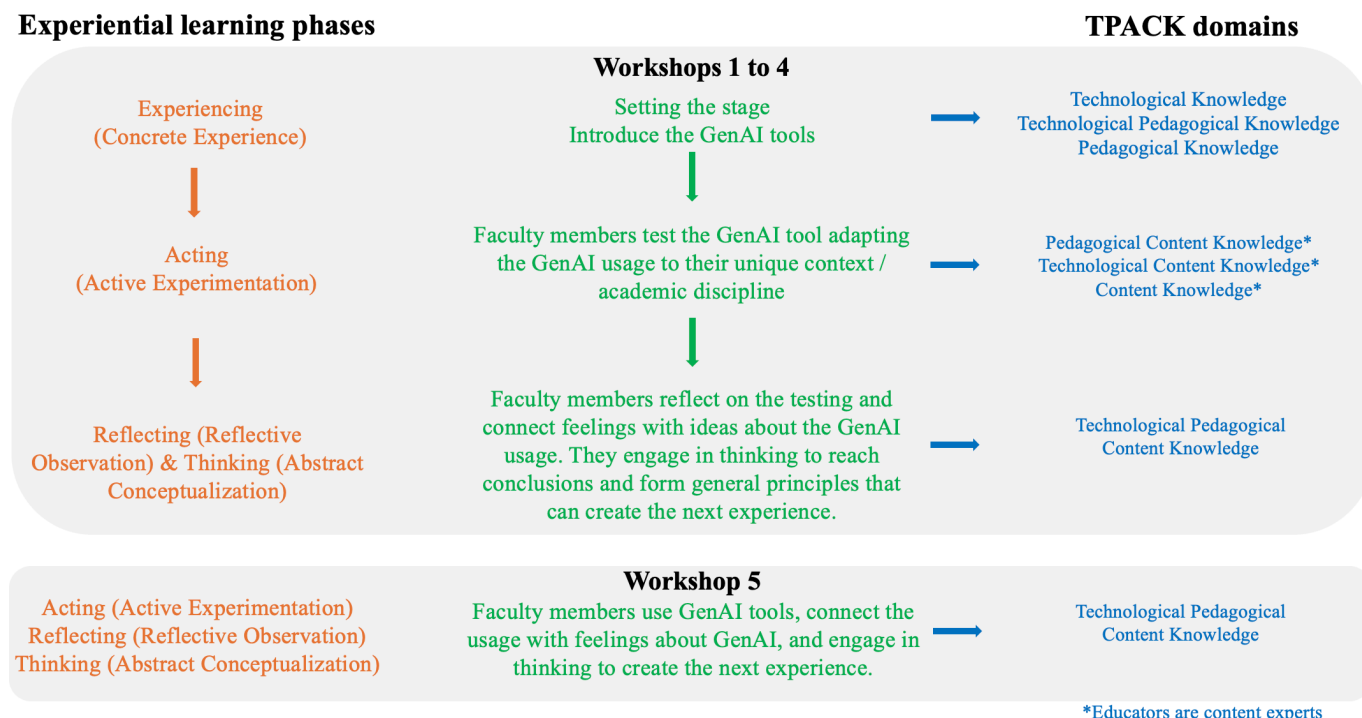 Experiential learning phases
TPACK domains
Workshops 1 to 4
Experiencing
(Concrete Experience)
Setting the stage
Introduce the GenAI tools
Technological Knowledge
Technological Pedagogical Knowledge
Pedagogical Knowledge
Acting
(Active Experimentation)
Faculty members test the GenAI tool adapting
the GenAI usage to their unique context /
academic discipline
Pedagogical Content Knowledge*
Technological Content Knowledge*
Content Knowledge*
Reflecting (Reflective
Observation) & Thinking (Abstract
Conceptualization)
Faculty members reflect on the testing and
connect feelings with ideas about the GenAI
usage. They engage in thinking to reach
conclusions and form general principles that
can create the next experience.
Technological Pedagogical
Content Knowledge
Workshop 5
Acting (Active Experimentation)
Reflecting (Reflective Observation)
Thinking (Abstract Conceptualization)
Faculty members use GenAI tools, connect the
usage with feelings about GenAI, and engage in
thinking to create the next experience.
Technological Pedagogical
Content Knowledge
*Educators are content experts